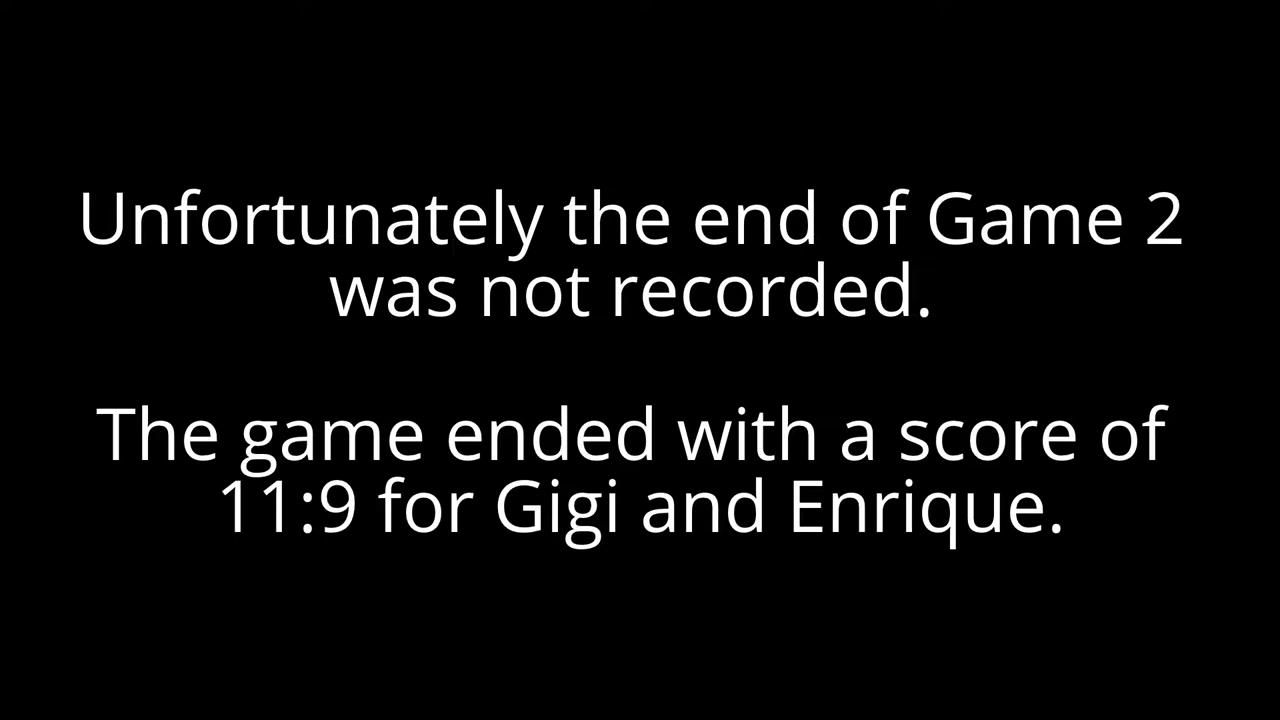 Unfortunately the end of Game 2
was not recorded.
The game ended with a score of
11:9 for Gigi and Enrique.